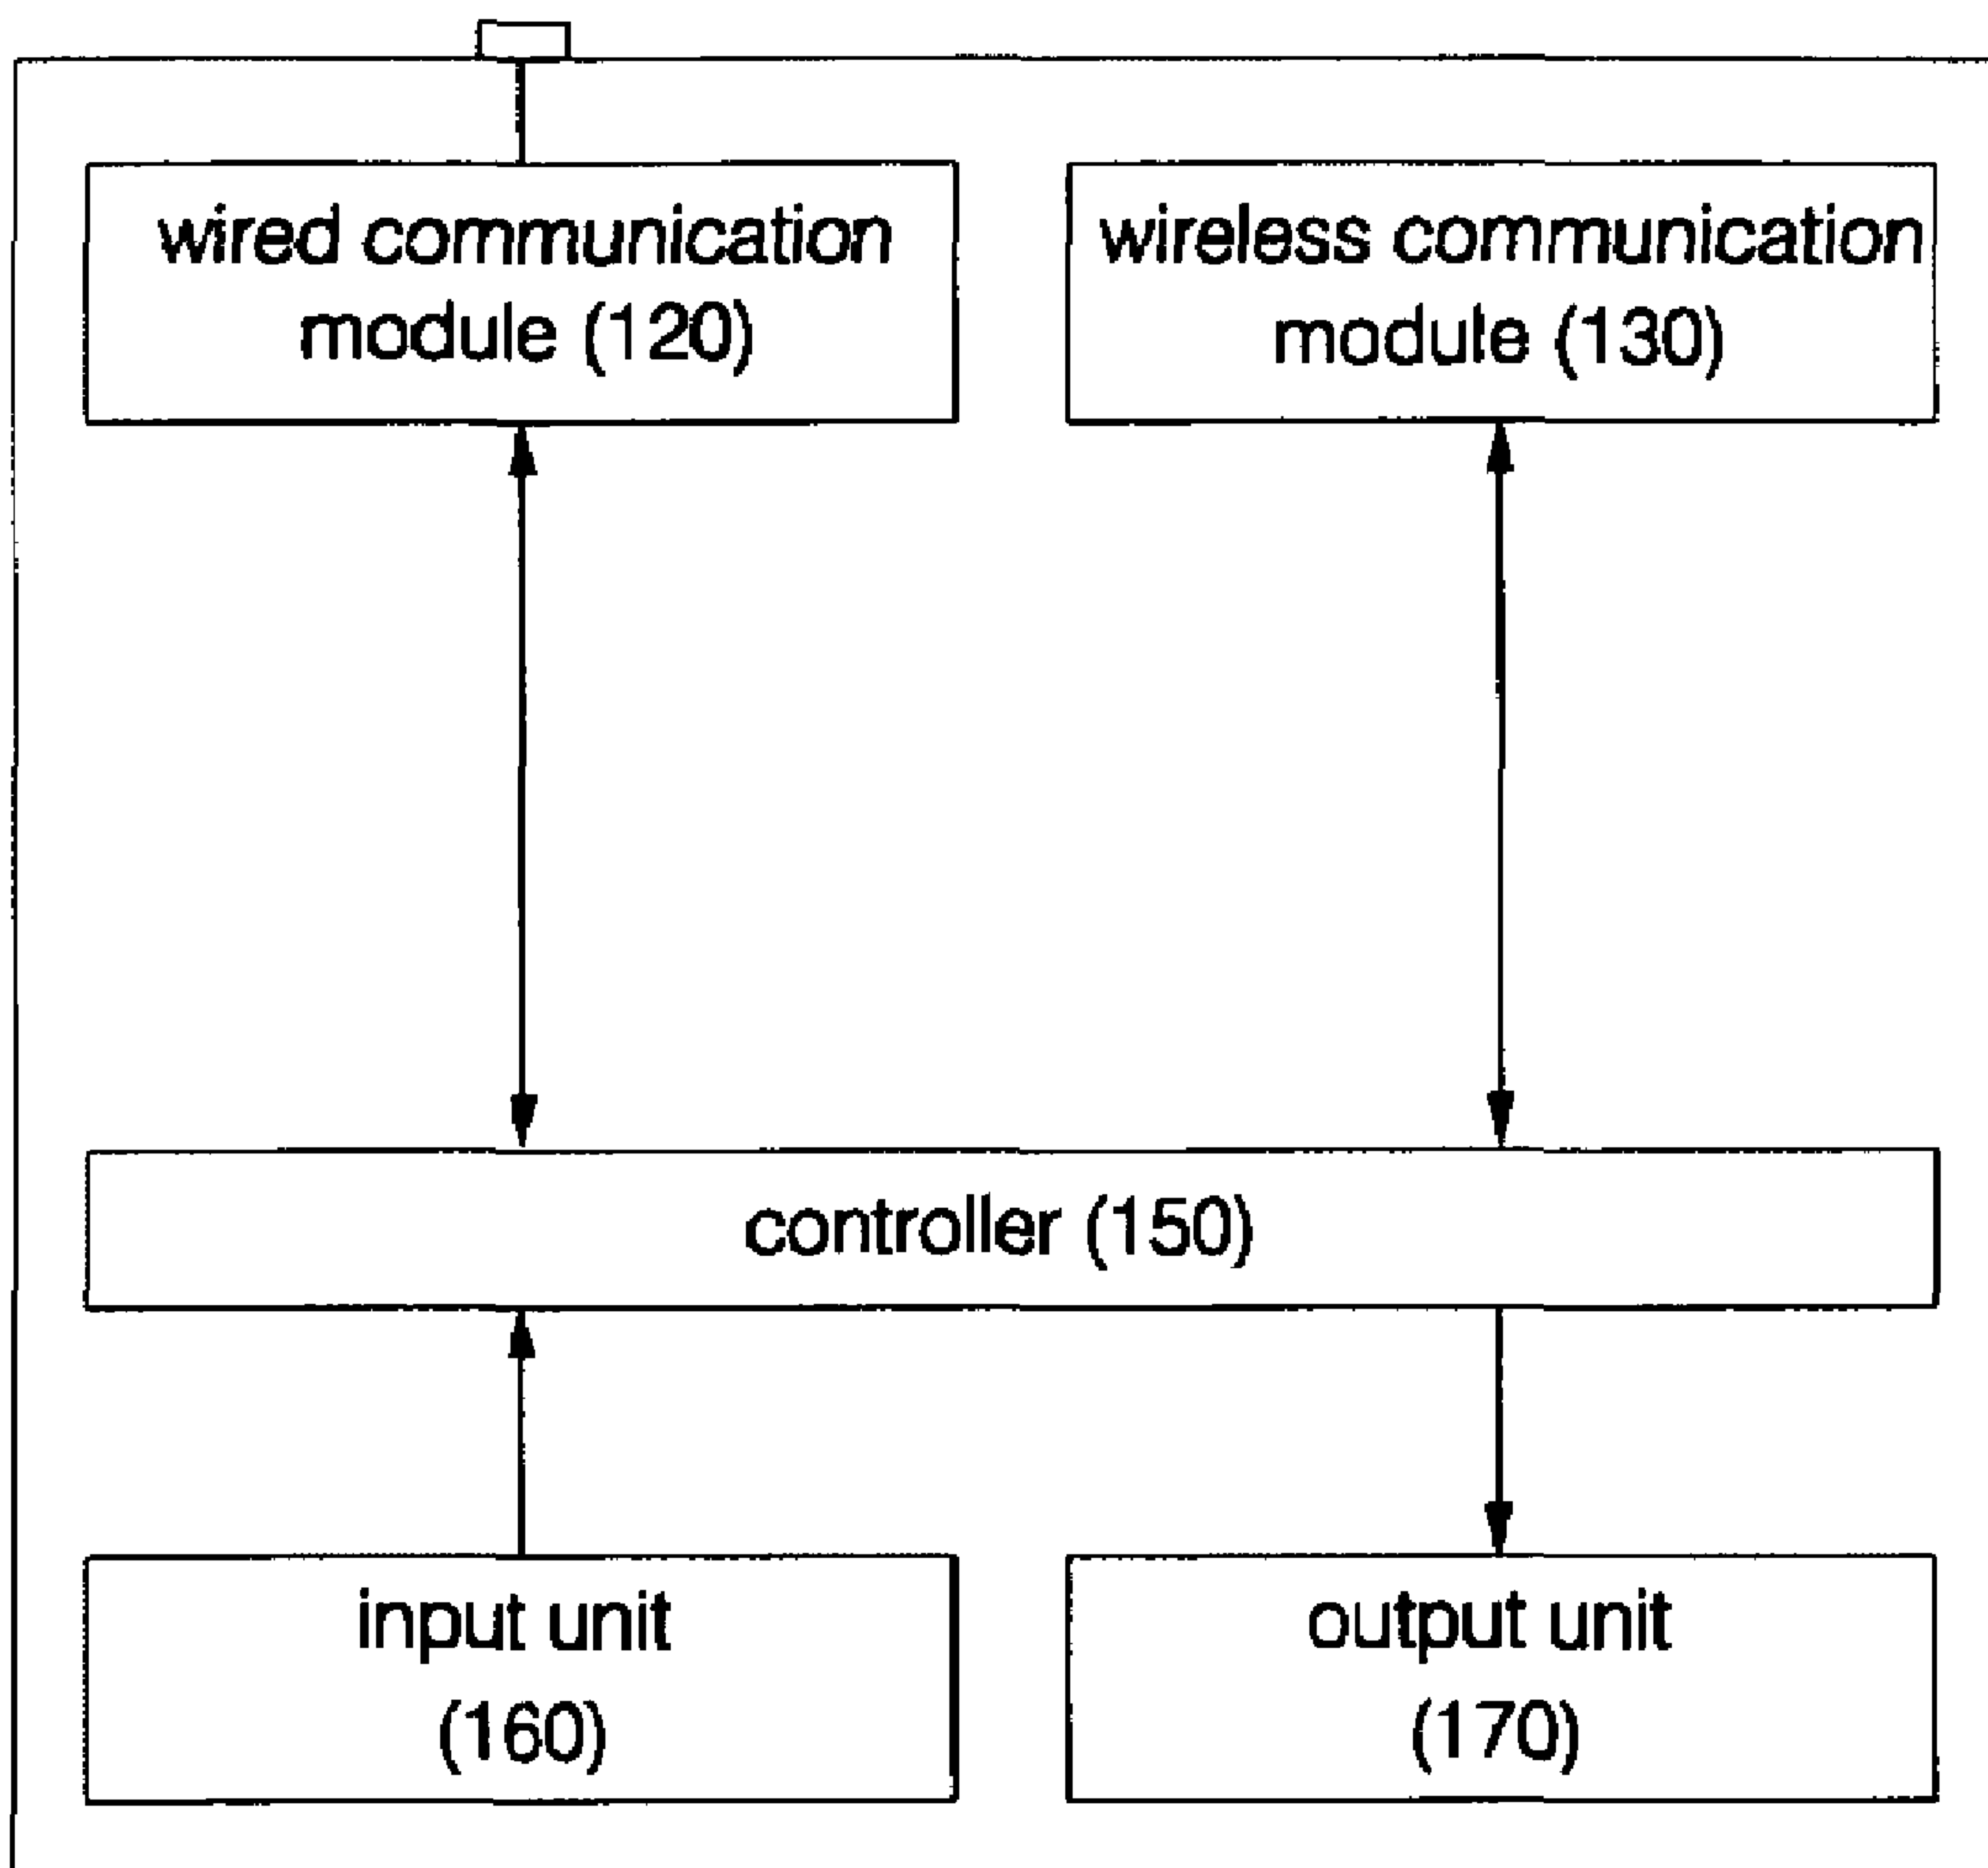 wired communication
module (120)
wireless communication
module (130)
controller (150)
input unit
(160)
output unit
(170)